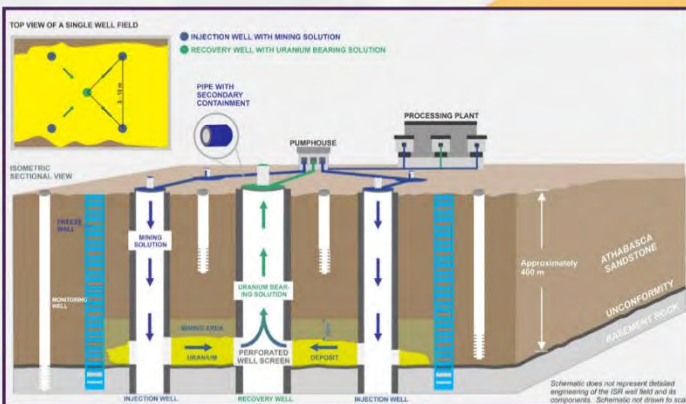 TOP VIEW OF A SINGLE WELL FIELD
INJECTION WELL WITH MINING SOLUTION
RECOVERY WELL WITH URANIUM BEARING SOLUTION
PIPE WITH
SECONDARY
CONTAINMENT
PROCESSING PLANT
PUMPHOUSE
ISOMETRIC
SECTIONAL VIEW
FREEZE
WALL
MINING
SOLUTION
MONITORING
WELL
URANIUM BEAR-
ING SOLUTION
Approximately
400 m
ATHABASCA
SANDSTONE
UNCONFORMITY
BASEMENT ROCK
MINING AREA
URANIUM
PERFORATED
WELL SCREEN
DEPOSIT
INJECTION WELL
RECOVERY WELL
INJECTION WELL
Schematic does not represent detailed
engineering of the ISR well field and its
components. Schematic not drawn to